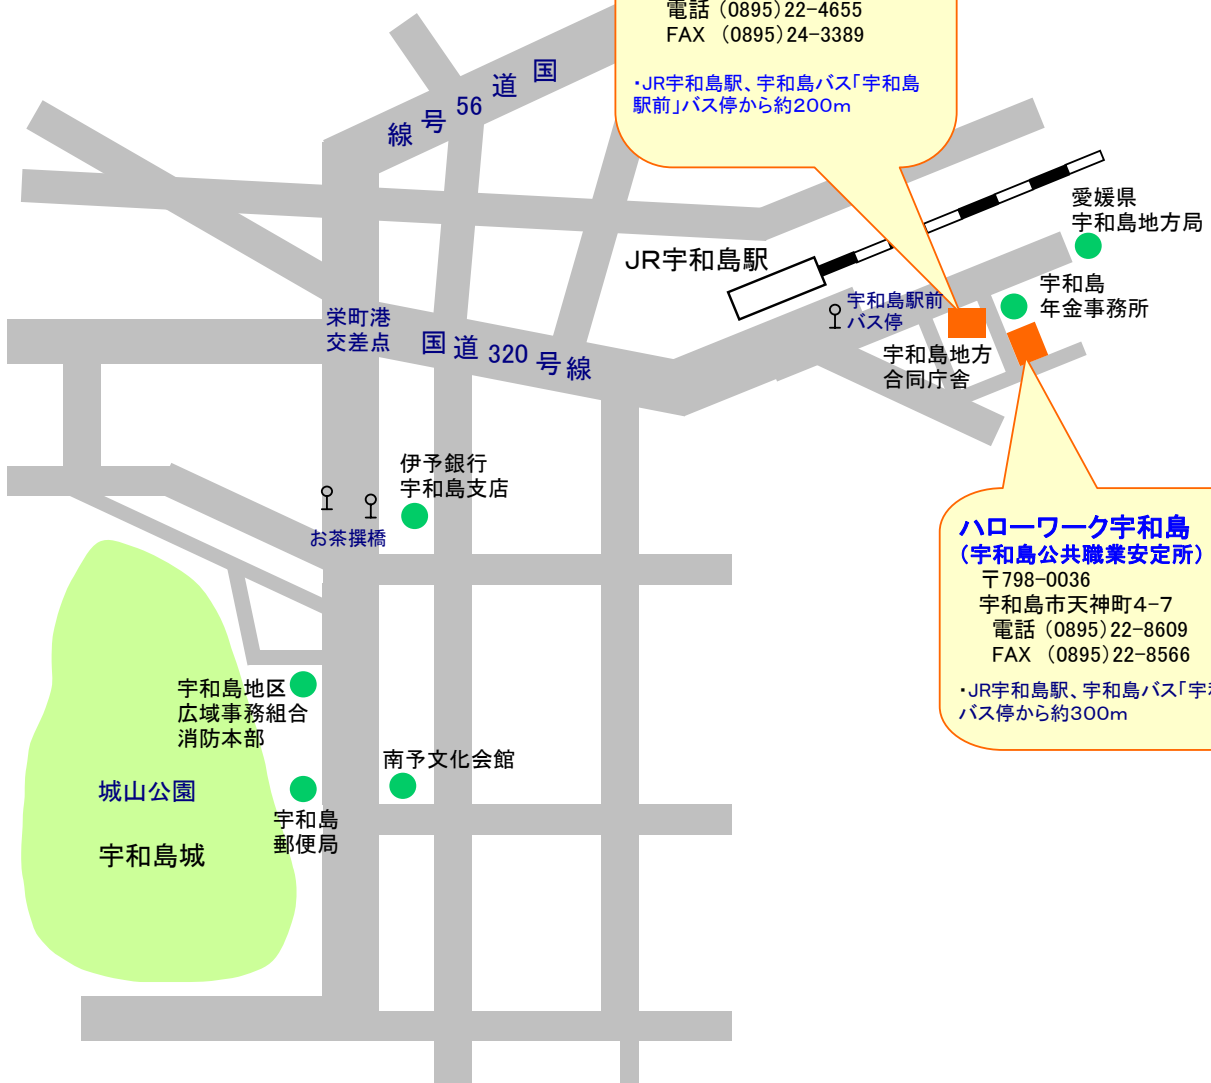 電話 (0895)22-4655
FAX (0895)24-3389
・JR宇和島駅、宇和島バス「宇和島
駅前」バス停から約200m
国道56号線
愛媛県
宇和島地方局
JR宇和島駅
宇和島
年金事務所
宇和島駅前
バス停
栄町港
交差点
国道320号線
宇和島地方
合同庁舎
伊予銀行
宇和島支店
お茶撰橋
ハローワーク宇和島
(宇和島公共職業安定所)
〒798-0036
宇和島市天神町4-7
電話 (0895)22-8609
FAX (0895)22-8566
・JR宇和島駅、宇和島バス「宇
バス停から約300m
宇和島地区
広域事務組合
消防本部
南予文化会館
城山公園
宇和島
郵便局
宇和島城